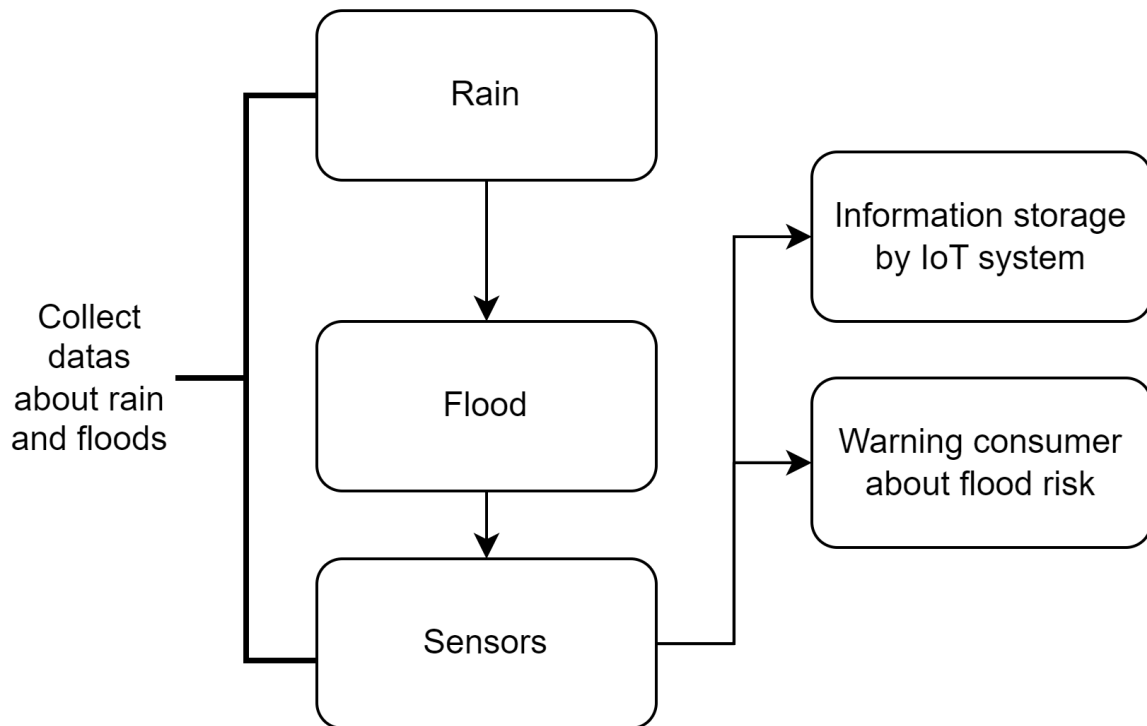 Rain
Information storage
by IoT system
Collect
datas
about rain
and floods
Flood
Warning consumer
about flood risk
Sensors